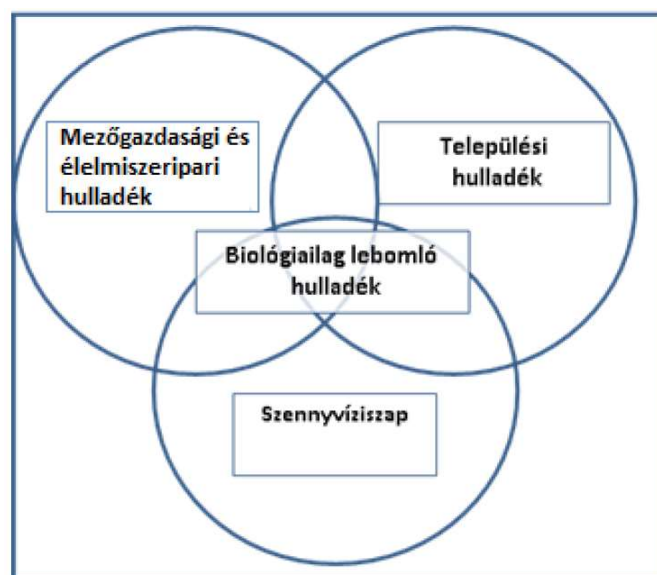 Mezőgazdasági és
élelmiszeripari
hulladék
Települési
hulladék
Biológiailag lebomló
hulladék
Szennyvíziszap